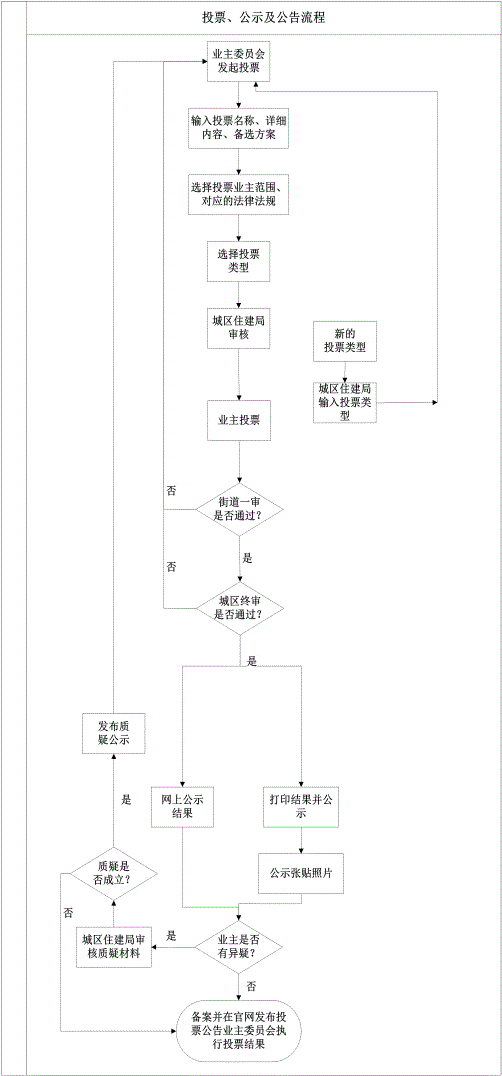 投票、公示及公告流程
业主委员会
发起投票
输入投票名称、详细
内容、备选方案
选择投票业主范围、
对应的法律法规
选择投票
类型
城区住建局
审核
新的
投票类型
城区住建局
输入投票类
型
业主投票
否
街道一审
是否通过？
是
否
城区终审
是否通过？
是
发布质
疑公示
网上公示
结果
打印结果并公
示
是
质疑是
否成立？
公示张贴照片
否
城区住建局审
核质疑材料
是
业主是否
有异疑？
否
备案并在官网发布投
票公告业主委员会执
行投票结果